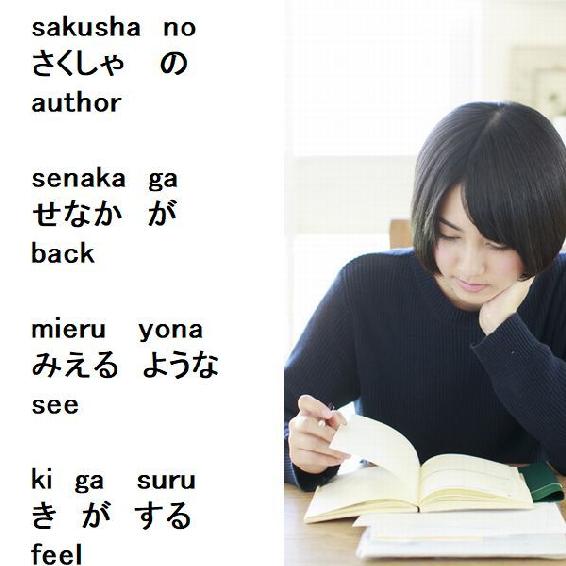 sakusha no
さくしゃ の
author
senaka ga
せなか が
back
mieru yona
みえる ような
see
ki ga suru
き が する
feel